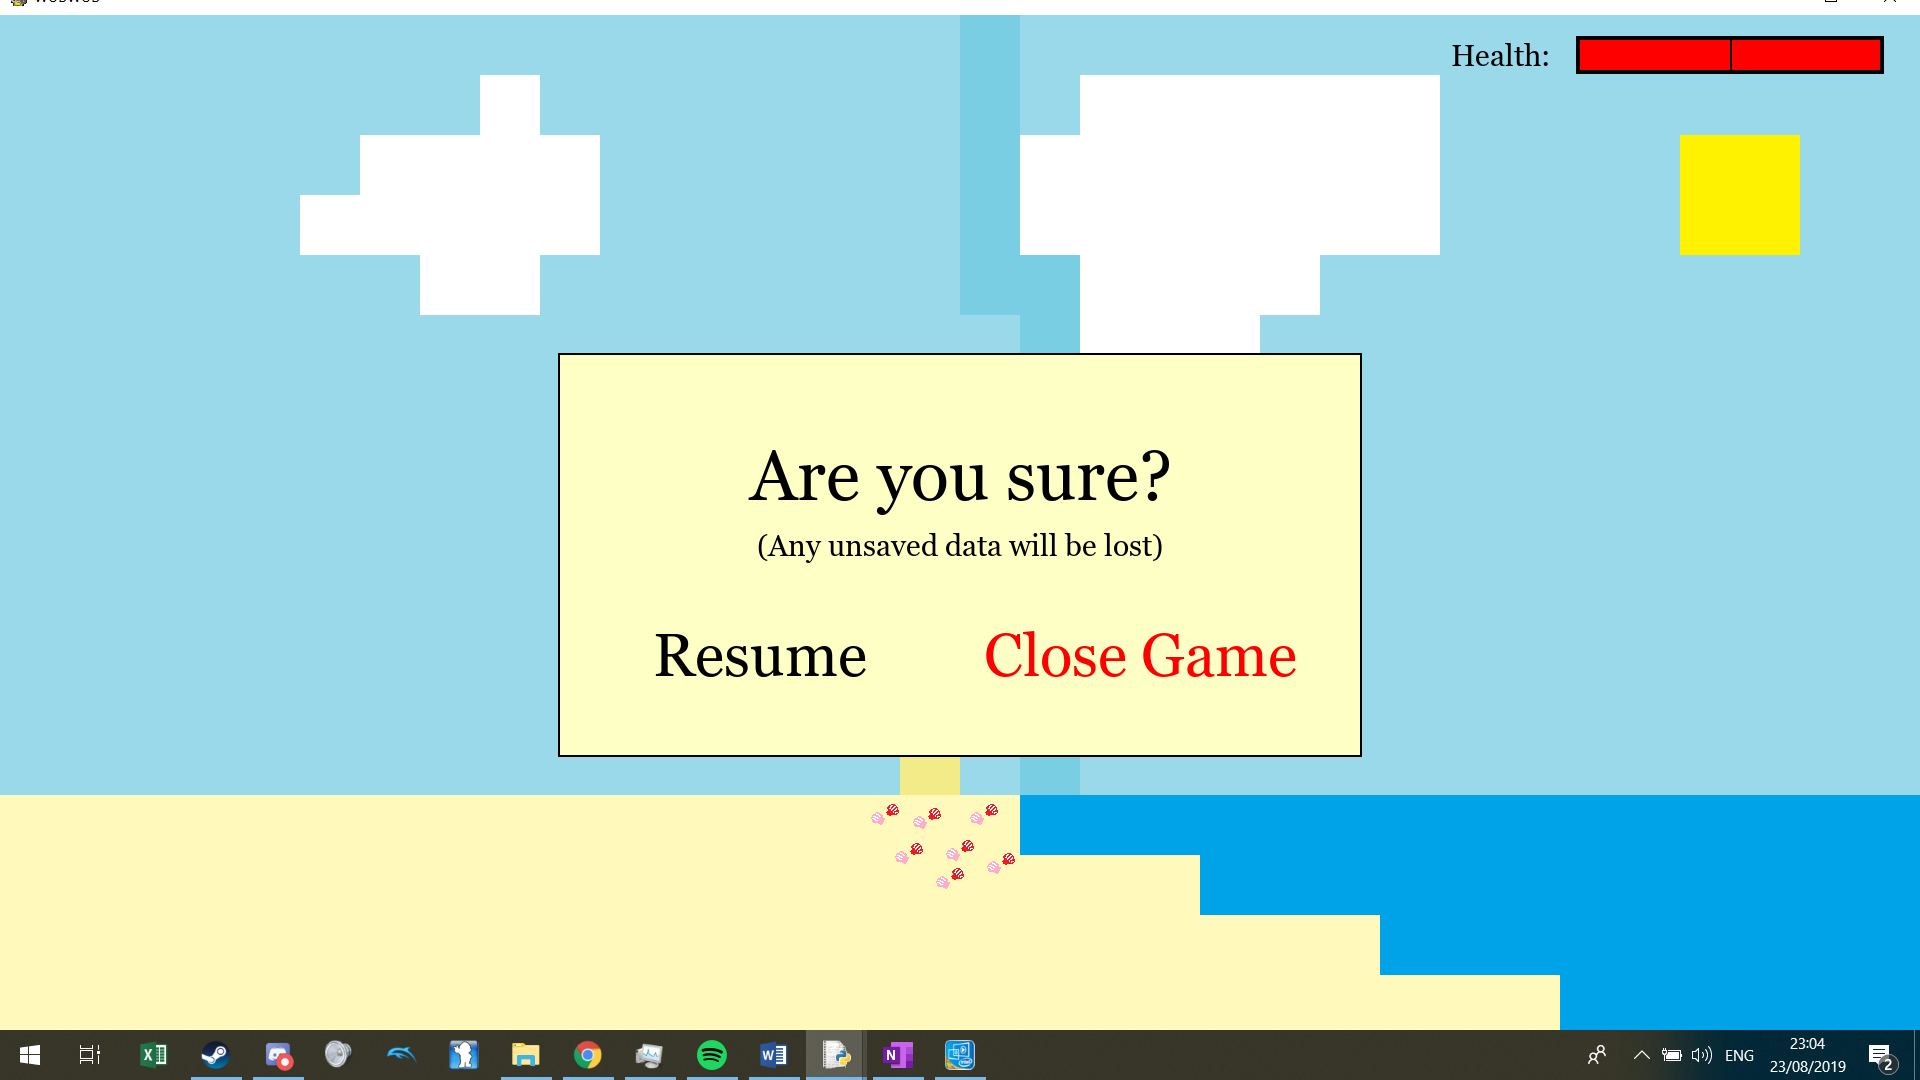 Health:
Are you sure?
(Any unsaved data will be lost)
Resume
Close Game
ENG
23:04
23/08/2019
2